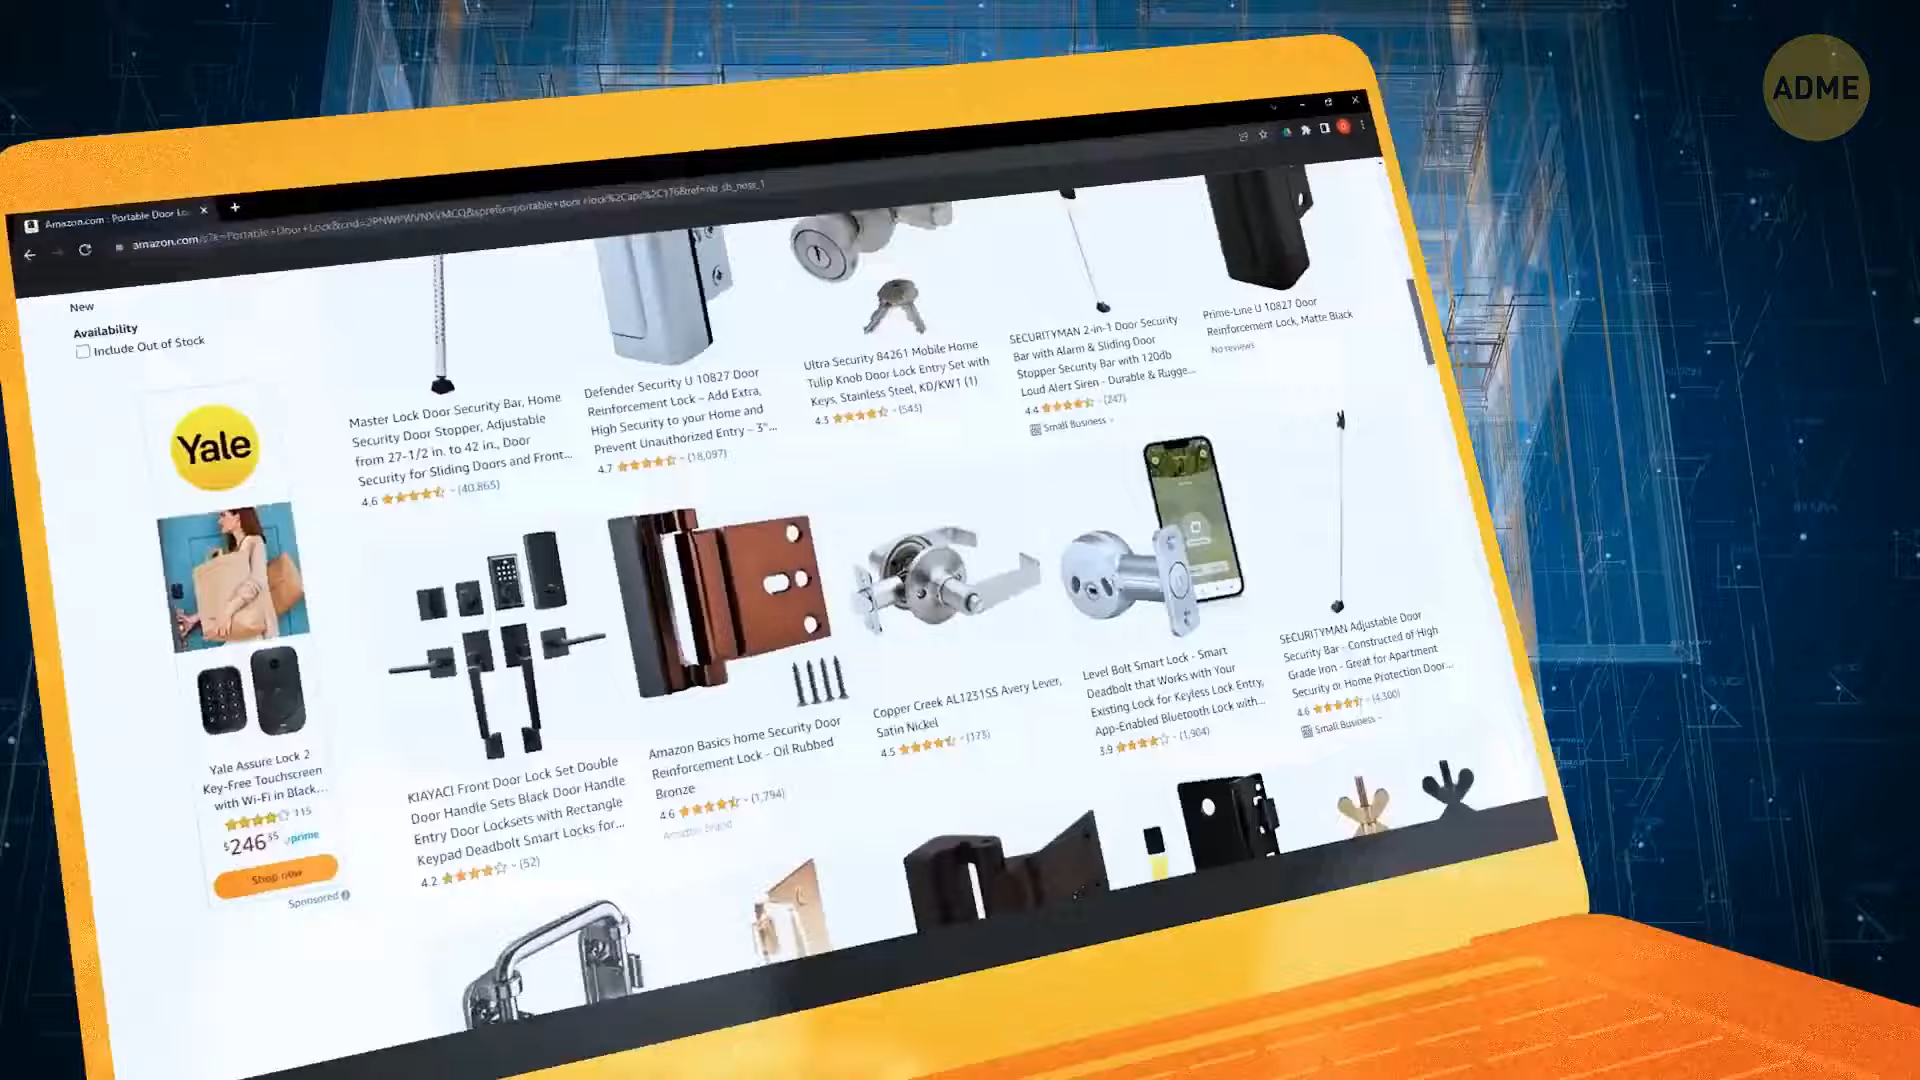 ADME
Amazon.com : Portable Door Lo
amazon.com
New
Availability
Include Out of Stock
Yale
Yale Assure Lock 2
Key-Free Touchscreen
with Wi-Fi in Black...
115
$246 35 prime
Shop now
Sponsored
Master Lock Door Security Bar, Home
Security Door Stopper, Adjustable
from 27-1/2 in. to 42 in., Door
Security for Sliding Doors and Front...
4.6 (40,865)
Defender Security U 10827 Door
Reinforcement Lock – Add Extra,
High Security to your Home and
Prevent Unauthorized Entry – 3"...
4.7 (18,097)
Ultra Security 84261 Mobile Home
Tulip Knob Door Lock Entry Set with
Keys, Stainless Steel, KD/KW1 (1)
4.3 (545)
SECURITYMAN 2-in-1 Door Security
Bar with Alarm & Sliding Door
Stopper Security Bar with 120db
Loud Alert Siren - Durable & Rugge...
4.4 (247)
Small Business
Prime-Line U 10827 Door
Reinforcement Lock, Matte Black
No reviews
KIAYACI Front Door Lock Set Double
Door Handle Sets Black Door Handle
Entry Door Locksets with Rectangle
Keypad Deadbolt Smart Locks for...
4.2 (52)
Amazon Basics home Security Door
Reinforcement Lock - Oil Rubbed
Bronze
4.6 (1,794)
Amazon brand
Copper Creek AL1231SS Avery Lever,
Satin Nickel
4.5 (173)
Level Bolt Smart Lock - Smart
Deadbolt that Works with Your
Existing Lock for Keyless Lock Entry,
App-Enabled Bluetooth Lock with...
3.9 (1,904)
SECURITYMAN Adjustable Door
Security Bar - Constructed of High
Grade Iron - Great for Apartment
Security or Home Protection Door...
4.6 (4,300)
Small Business